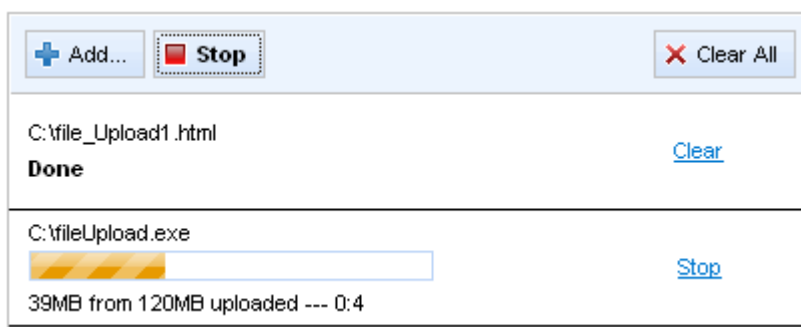 Add... Stop Clear All
C:\file_Upload1.html
Clear
Done
C:\fileUpload.exe
Stop
39MB from 120MB uploaded --- 0:4